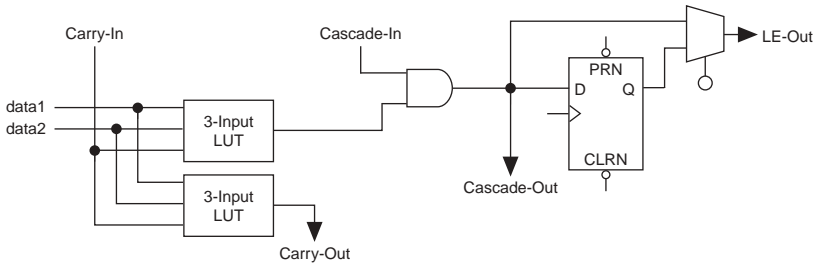 Carry-In
Cascade-In
LE-Out
PRN
data1
D
Q
data2
3-Input
LUT
CLRN
Cascade-Out
3-Input
LUT
Carry-Out